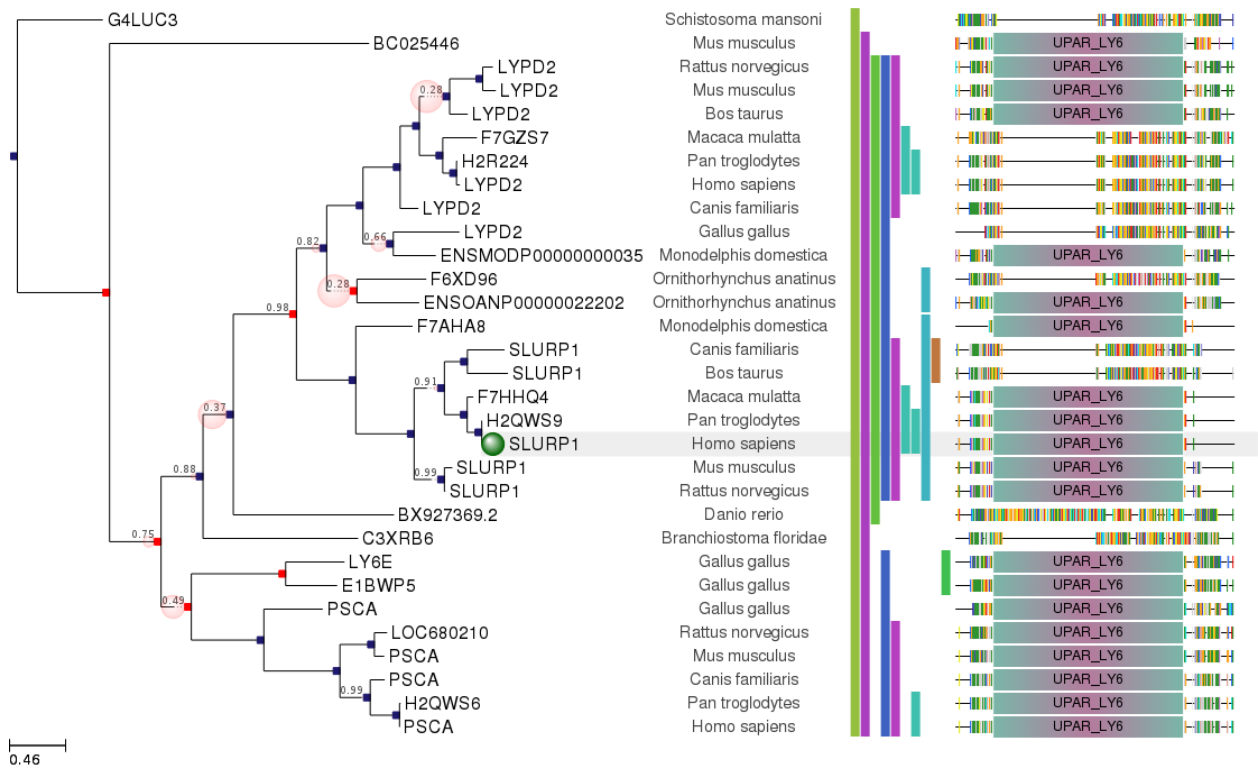 G4LUC3 Schistosoma mansoni
BC025446 Mus musculus UPAR_LY6
LYPD2 Rattus norvegicus UPAR_LY6
0.28
LYPD2 Mus musculus UPAR_LY6
LYPD2 Bos taurus UPAR_LY6
F7GZS7 Macaca mulatta
H2R224 Pan troglodytes
LYPD2 Homo sapiens
LYPD2 Canis familiaris
LYPD2 Gallus gallus
0.82 0.66
ENSMODP00000000035 Monodelphis domestica UPAR_LY6
F6XD96 Ornithorhynchus anatinus
0.28
ENSOANP00000022202 Ornithorhynchus anatinus UPAR_LY6
0.98
F7AHA8 Monodelphis domestica UPAR_LY6
SLURP1 Canis familiaris
SLURP1 Bos taurus
0.91
F7HHQ4 Macaca mulatta UPAR_LY6
0.37
H2QWS9 Pan troglodytes UPAR_LY6
SLURP1 Homo sapiens UPAR_LY6
0.88 0.99
SLURP1 Mus musculus UPAR_LY6
SLURP1 Rattus norvegicus UPAR_LY6
BX927369.2 Danio rerio
0.75
C3XRB6 Branchiostoma floridae
LY6E Gallus gallus UPAR_LY6
E1BWP5 Gallus gallus UPAR_LY6
0.49
PSCA Gallus gallus UPAR_LY6
LOC680210 Rattus norvegicus UPAR_LY6
PSCA Mus musculus UPAR_LY6
PSCA Canis familiaris UPAR_LY6
0.99
H2QWS6 Pan troglodytes UPAR_LY6
PSCA Homo sapiens UPAR_LY6
0.46